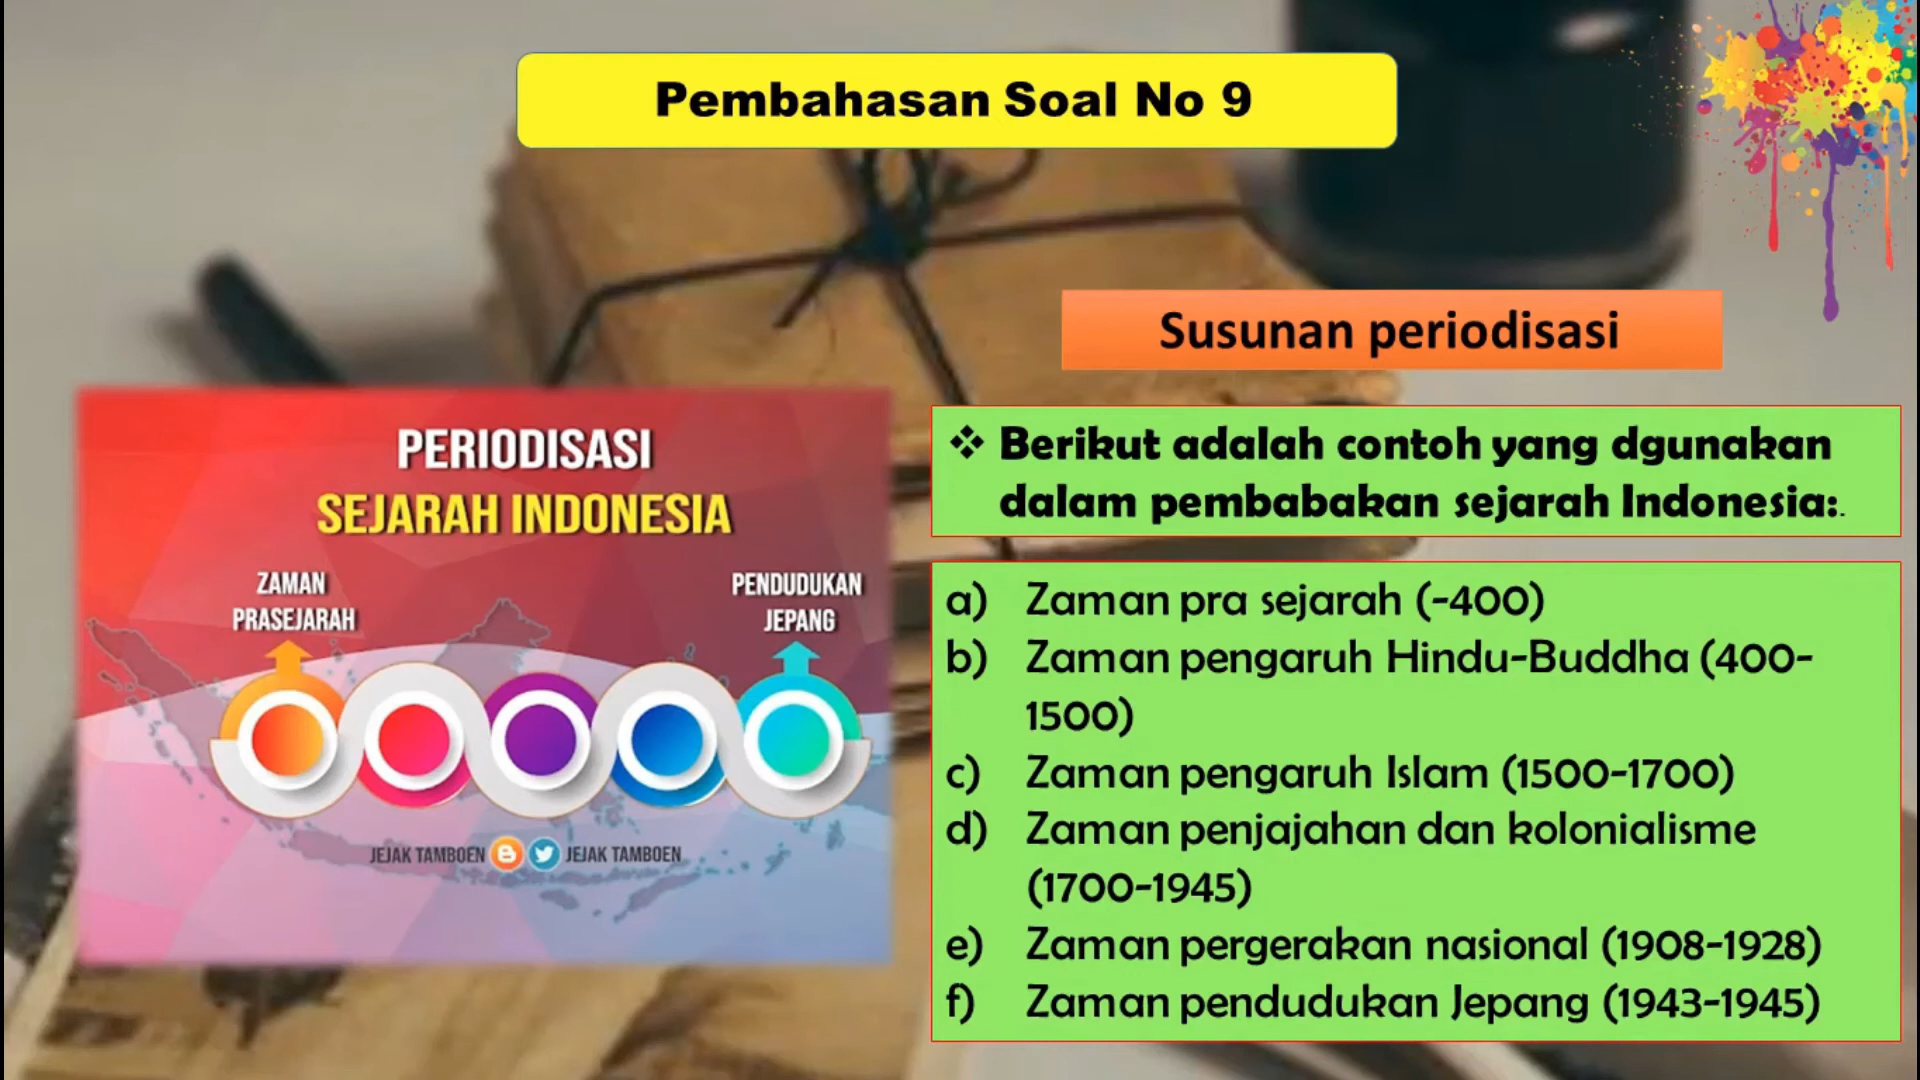 Pembahasan Soal No 9
Susunan periodisasi
PERIODISASI
SEJARAH INDONESIA
ZAMAN
PRASEJARAH
PENDUDUKAN
JEPANG
JEJAK TAMBOEN JEJAK TAMBOEN
❖ Berikut adalah contoh yang dgunakan
dalam pembabakan sejarah Indonesia:.
a) Zaman pra sejarah (-400)
b) Zaman pengaruh Hindu-Buddha (400-
1500)
c) Zaman pengaruh Islam (1500-1700)
d) Zaman penjajahan dan kolonialisme
(1700-1945)
e) Zaman pergerakan nasional (1908-1928)
f) Zaman pendudukan Jepang (1943-1945)